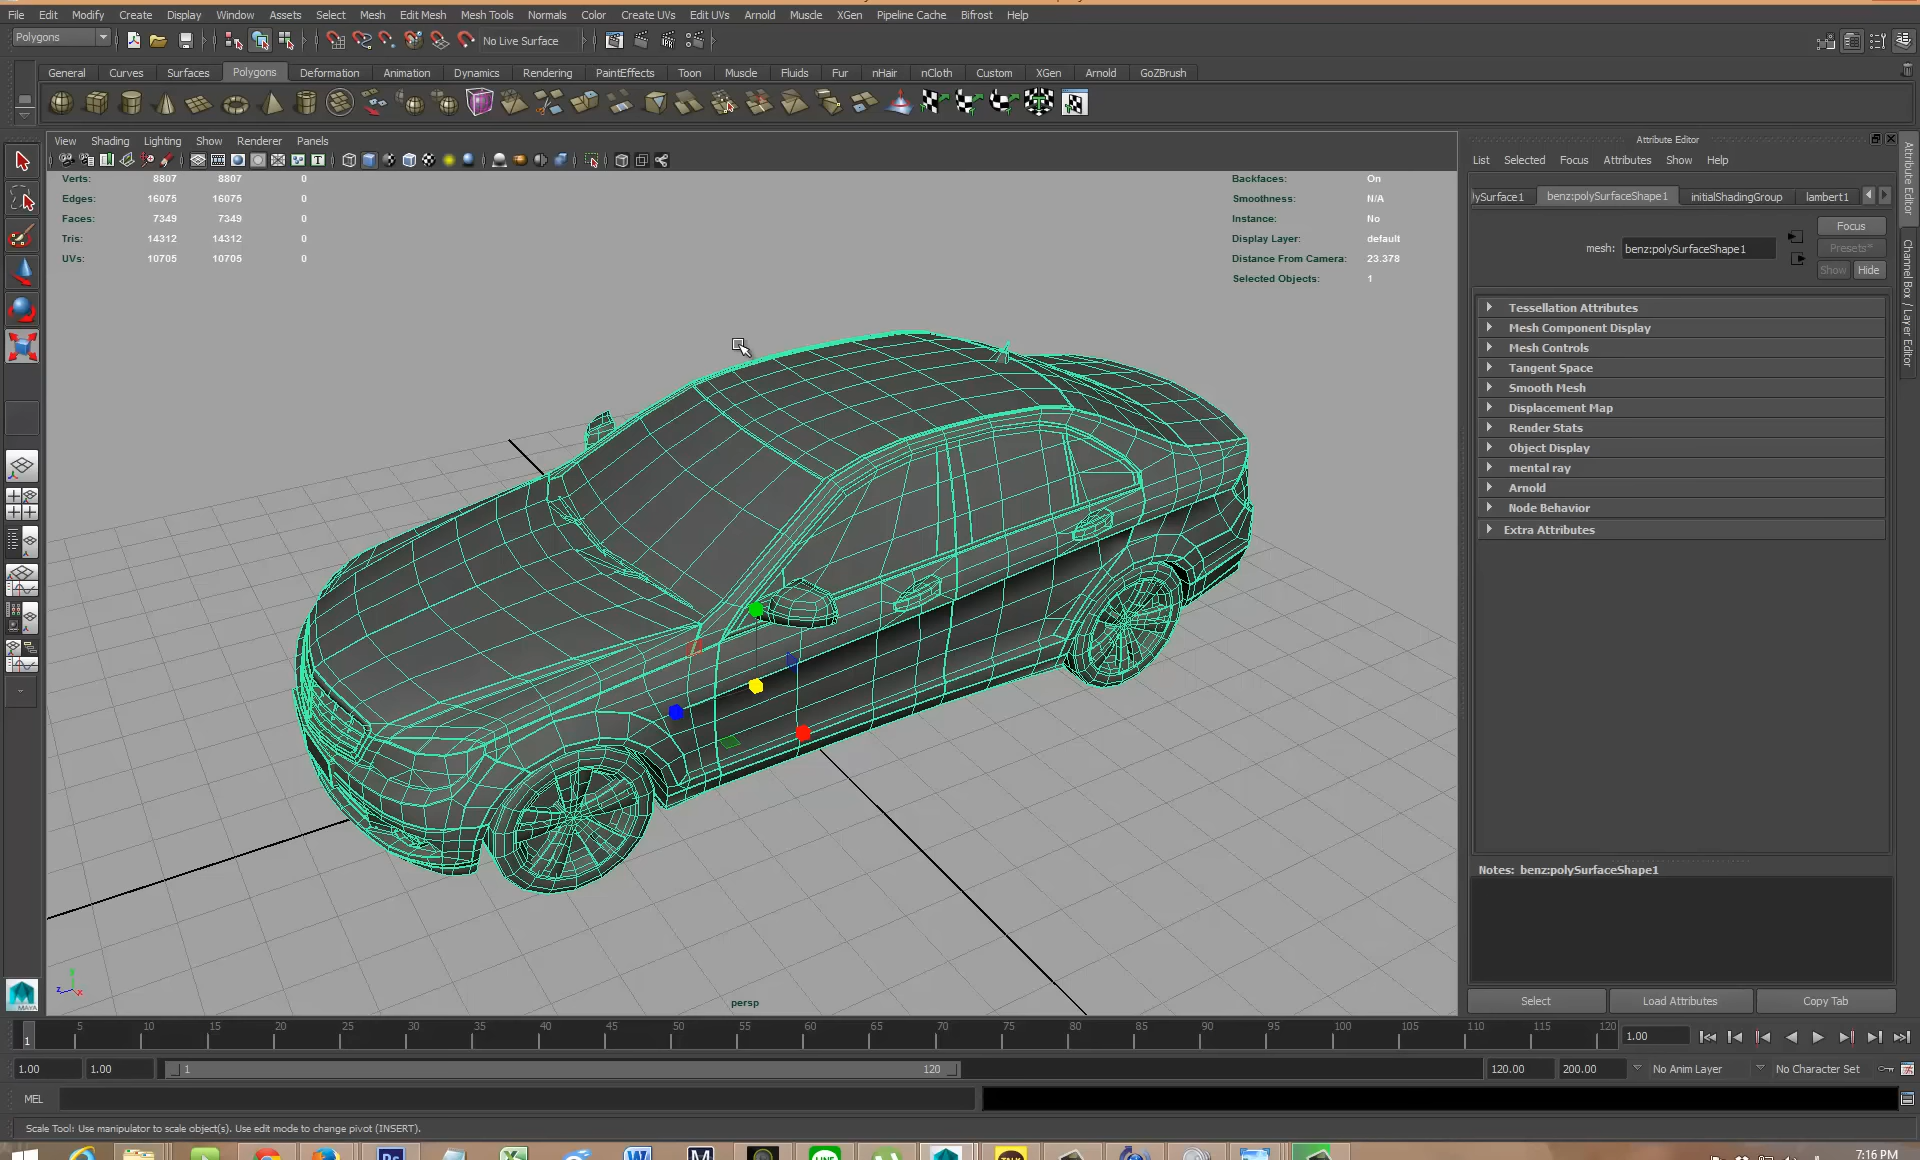 File Edit Modify Create Display Window Assets Select Mesh Edit Mesh Mesh Tools Normals Color Create UVs Edit UVs Arnold Muscle XGen Pipeline Cache Bifrost Help
Polygons No Live Surface
General Curves Surfaces Polygons Deformation Animation Dynamics Rendering PaintEffects Toon Muscle Fluids Fur nHair nCloth Custom XGen Arnold GoZBrush
View Shading Lighting Show Renderer Panels
Verts: 8807 8807 0
Edges: 16075 16075 0
Faces: 7349 7349 0
Tris: 14312 14312 0
UVs: 10705 10705 0
Backfaces: On
Smoothness: N/A
Instance: No
Display Layer: default
Distance From Camera: 23.378
Selected Objects: 1
persp
y
z
x
MAYA
Attribute Editor
List Selected Focus Attributes Show Help
lySurface1 benz:polySurfaceShape1 initialShadingGroup lambert1
mesh: benz:polySurfaceShape1
Focus
Presets*
Show Hide
Tessellation Attributes
Mesh Component Display
Mesh Controls
Tangent Space
Smooth Mesh
Displacement Map
Render Stats
Object Display
mental ray
Arnold
Node Behavior
Extra Attributes
Notes: benz:polySurfaceShape1
Select Load Attributes Copy Tab
Attribute Editor
Channel Box / Layer Editor
1 5 10 15 20 25 30 35 40 45 50 55 60 65 70 75 80 85 90 95 100 105 110 115 120 1.00
1.00 1.00 1 120 120.00 200.00 No Anim Layer No Character Set
MEL
Scale Tool: Use manipulator to scale object(s). Use edit mode to change pivot (INSERT).
Ps W M LINE TALK
7:16 PM